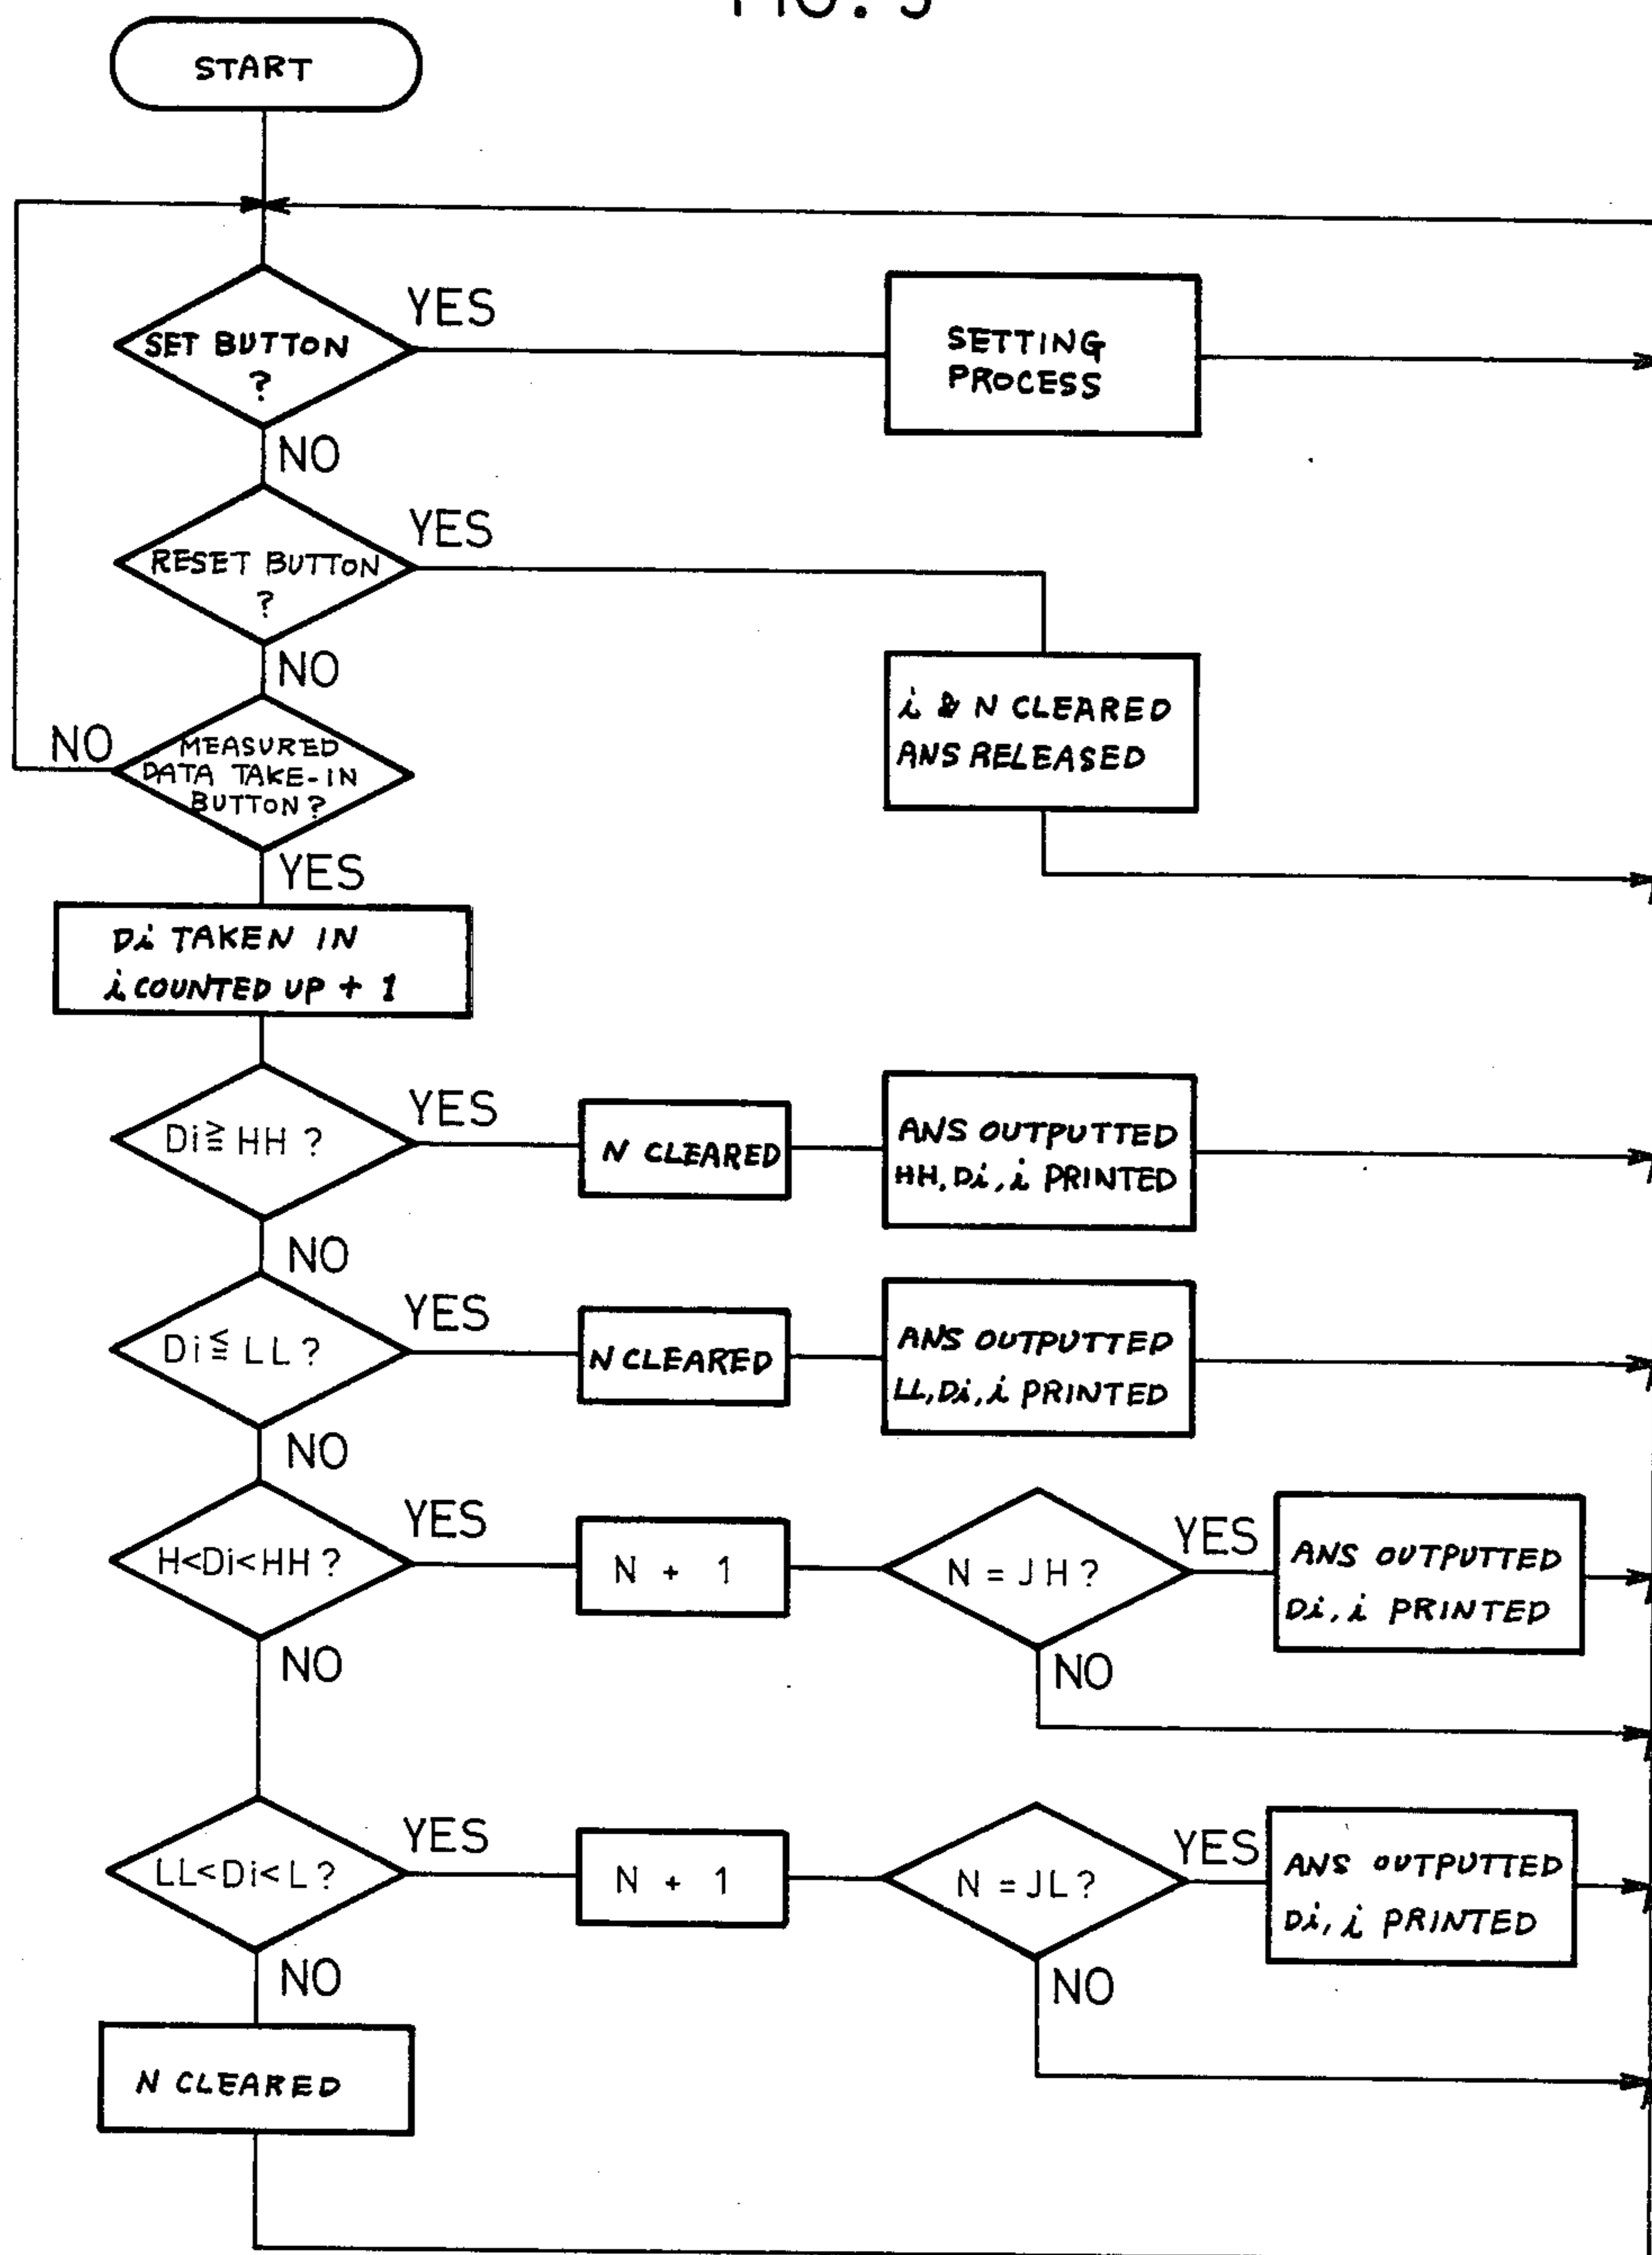 FIG. 3
START
SET BUTTON
?
YES
SETTING
PROCESS
NO
RESET BUTTON
?
YES
NO
i & N CLEARED
ANS RELEASED
MEASURED
DATA TAKE-IN
BUTTON?
NO
YES
Di TAKEN IN
i COUNTED UP + 1
Di ≧ HH ?
YES
N CLEARED
ANS OUTPUTTED
HH, Di, i PRINTED
NO
Di ≦ LL ?
YES
N CLEARED
ANS OUTPUTTED
LL, Di, i PRINTED
NO
H<Di<HH ?
YES
N + 1
N = JH ?
YES
ANS OUTPUTTED
Di, i PRINTED
NO
NO
LL<Di<L ?
YES
N + 1
N = JL ?
YES
ANS OUTPUTTED
Di, i PRINTED
NO
NO
N CLEARED